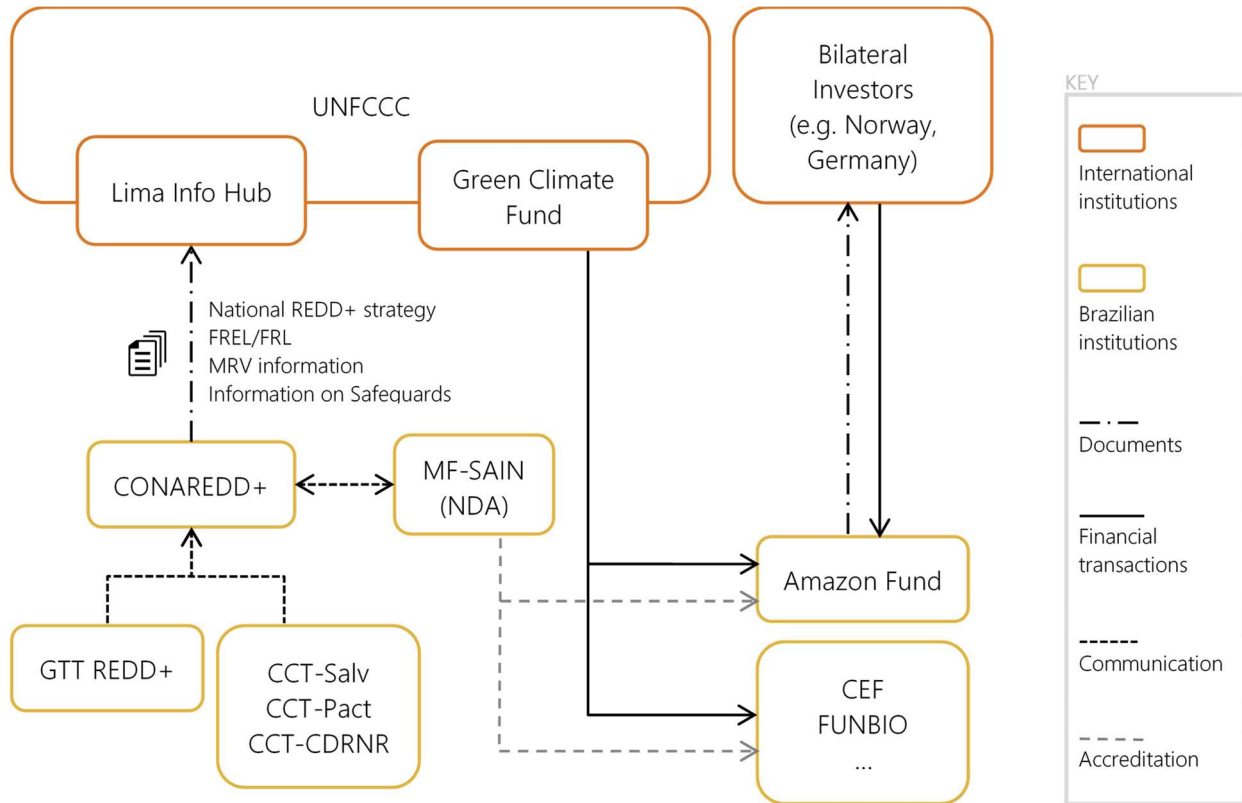 UNFCCC
Lima Info Hub
Green Climate
Fund
Bilateral
Investors
(e.g. Norway,
Germany)
National REDD+ strategy
FREL/FRL
MRV information
Information on Safeguards
CONAREDD+
MF-SAIN
(NDA)
GTT REDD+
CCT-Salv
CCT-Pact
CCT-CDRNR
Amazon Fund
CEF
FUNBIO
...
KEY
International
institutions
Brazilian
institutions
Documents
Financial
transactions
Communication
Accreditation